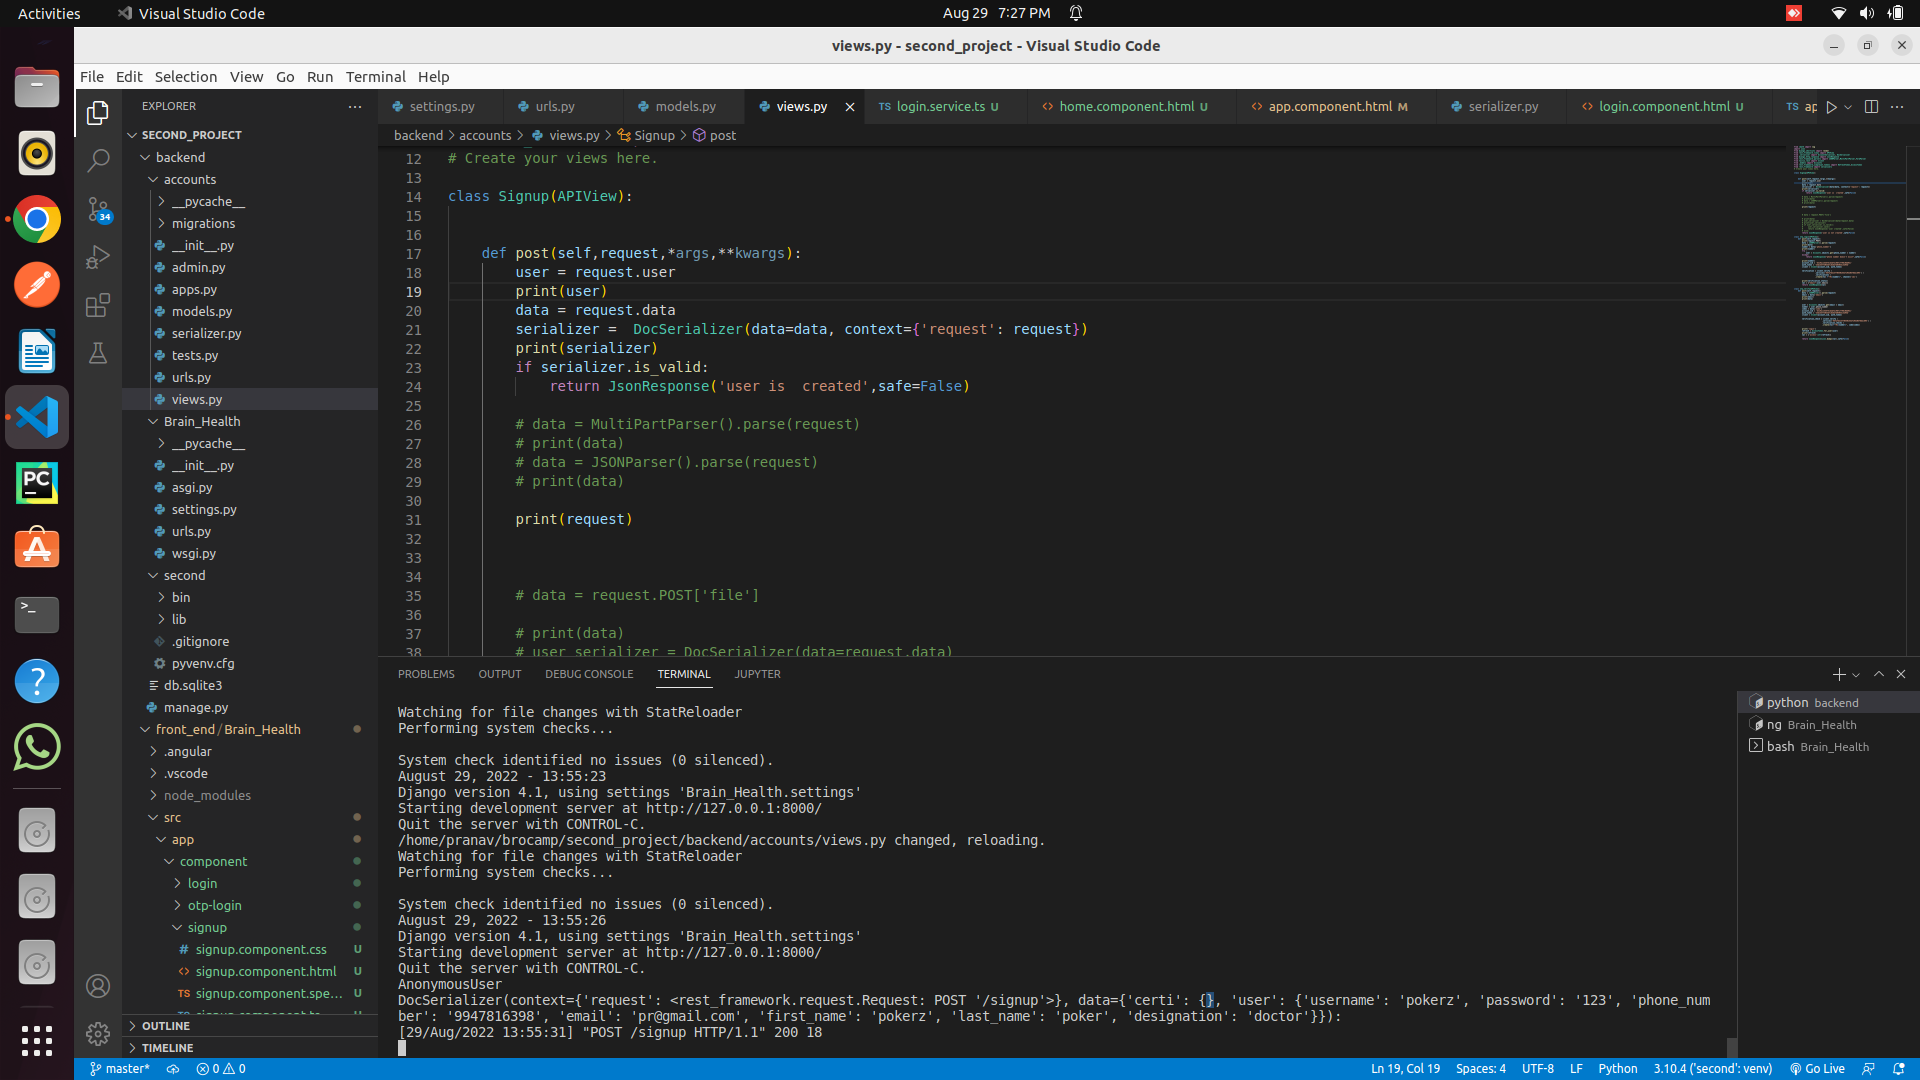 Activities
Visual Studio Code
Aug 29 7:27 PM
views.py - second_project - Visual Studio Code
File Edit Selection View Go Run Terminal Help
EXPLORER
SECOND_PROJECT
backend
accounts
__pycache__
migrations
__init__.py
admin.py
apps.py
models.py
serializer.py
tests.py
urls.py
views.py
Brain_Health
__pycache__
__init__.py
asgi.py
settings.py
urls.py
wsgi.py
second
bin
lib
.gitignore
pyvenv.cfg
db.sqlite3
manage.py
front_end / Brain_Health
.angular
.vscode
node_modules
src
app
component
login
otp-login
signup
# signup.component.css U
<> signup.component.html U
TS signup.component.spe... U
OUTLINE
TIMELINE
34
PC
settings.py
urls.py
models.py
views.py
TS login.service.ts U
<> home.component.html U
<> app.component.html M
serializer.py
<> login.component.html U
TS ap
backend > accounts > views.py > Signup > post
12 # Create your views here.
13
14 class Signup(APIView):
15
16
17 def post(self,request,*args,**kwargs):
18 user = request.user
19 print(user)
20 data = request.data
21 serializer =  DocSerializer(data=data, context={'request': request})
22 print(serializer)
23 if serializer.is_valid:
24 return JsonResponse('user is  created',safe=False)
25
26 # data = MultiPartParser().parse(request)
27 # print(data)
28 # data = JSONParser().parse(request)
29 # print(data)
30
31 print(request)
32
33
34
35 # data = request.POST['file']
36
37 # print(data)
38 # user_serializer = DocSerializer(data=request.data)
PROBLEMS OUTPUT DEBUG CONSOLE TERMINAL JUPYTER
Watching for file changes with StatReloader
Performing system checks...
System check identified no issues (0 silenced).
August 29, 2022 - 13:55:23
Django version 4.1, using settings 'Brain_Health.settings'
Starting development server at http://127.0.0.1:8000/
Quit the server with CONTROL-C.
/home/pranav/brocamp/second_project/backend/accounts/views.py changed, reloading.
Watching for file changes with StatReloader
Performing system checks...
System check identified no issues (0 silenced).
August 29, 2022 - 13:55:26
Django version 4.1, using settings 'Brain_Health.settings'
Starting development server at http://127.0.0.1:8000/
Quit the server with CONTROL-C.
AnonymousUser
DocSerializer(context={'request': <rest_framework.request.Request: POST '/signup'>}, data={'certi': {}, 'user': {'username': 'pokerz', 'password': '123', 'phone_num
ber': '9947816398', 'email': 'pr@gmail.com', 'first_name': 'pokerz', 'last_name': 'poker', 'designation': 'doctor'}}):
[29/Aug/2022 13:55:31] "POST /signup HTTP/1.1" 200 18
python backend
ng Brain_Health
bash Brain_Health
master* 0 0
Ln 19, Col 19 Spaces: 4 UTF-8 LF Python 3.10.4 ('second': venv) Go Live